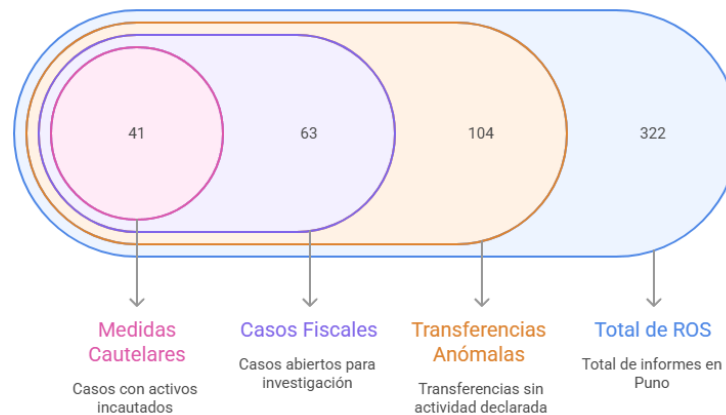 41
63
104
322
Medidas
Cautelares
Casos con activos
incautados
Casos Fiscales
Casos abiertos para
investigación
Transferencias
Anómalas
Transferencias sin
actividad declarada
Total de ROS
Total de informes en
Puno